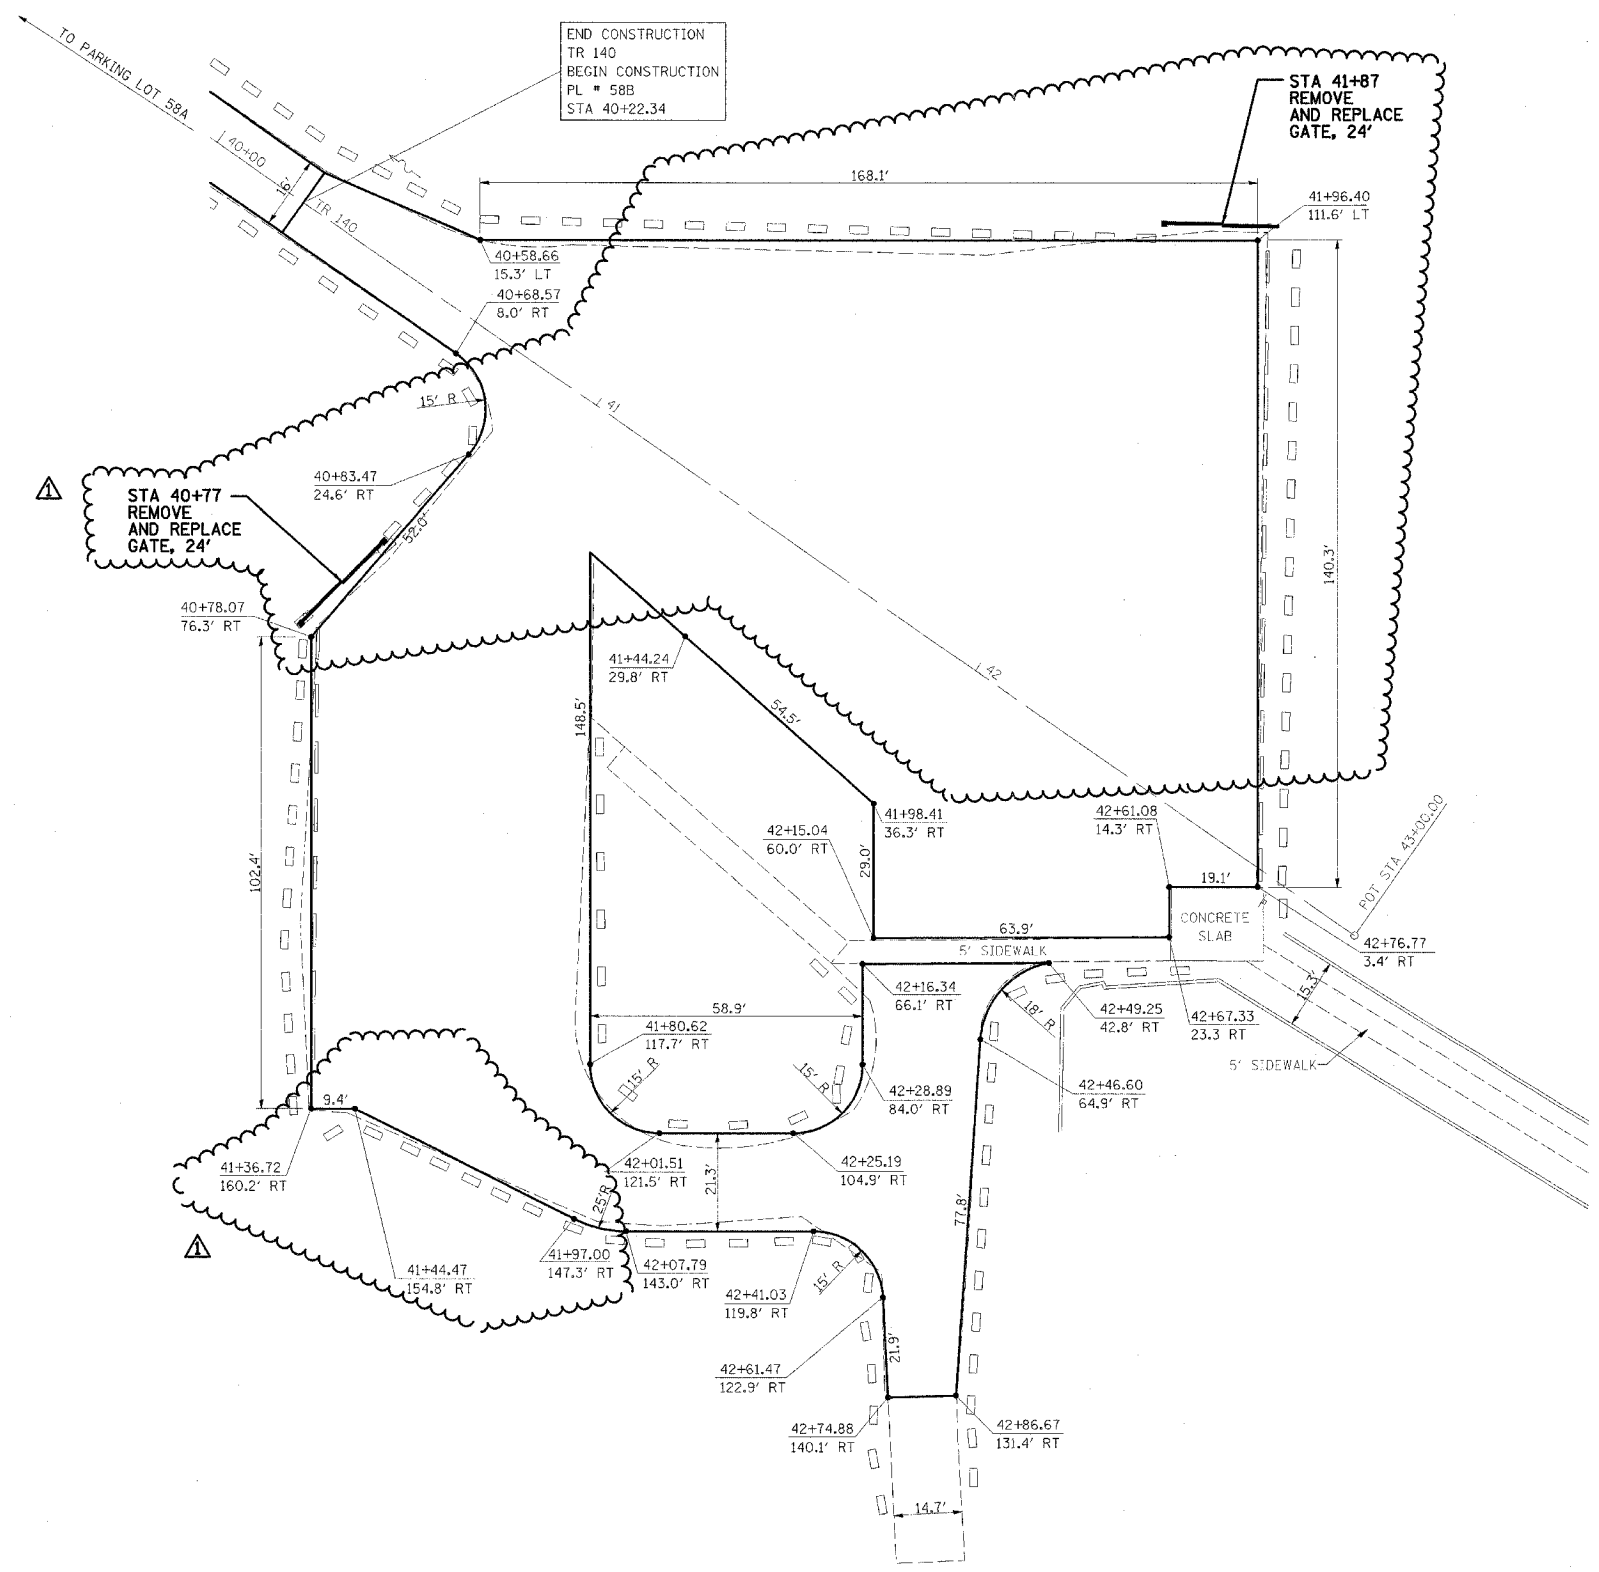 END CONSTRUCTION
TR 140
BEGIN CONSTRUCTION
PL # 58B
STA 40+22.34
TO PARKING LOT 58A
STA 41+87
REMOVE
AND REPLACE
GATE, 24'
40+00
16'
TR 140
168.1'
41+96.40
111.6' LT
40+58.66
15.3' LT
40+68.57
8.0' RT
15' R
41
40+83.47
24.6' RT
1
STA 40+77
REMOVE
AND REPLACE
GATE, 24'
52.0'
140.3'
40+78.07
76.3' RT
41+44.24
29.8' RT
42
148.5'
54.5'
41+98.41
36.3' RT
42+61.08
14.3' RT
42+15.04
60.0' RT
29.0'
102.4'
19.1'
POT STA 43+00.00
63.9'
CONCRETE
SLAB
5' SIDEWALK
42+76.77
3.4' RT
42+16.34
66.1' RT
15.3'
58.9'
18' R
42+49.25
42.8' RT
42+67.33
23.3 RT
41+80.62
117.7' RT
5' SIDEWALK
15' R
15' R
42+28.89
84.0' RT
42+46.60
64.9' RT
9.4'
41+36.72
160.2' RT
42+01.51
121.5' RT
42+25.19
104.9' RT
21.3'
25'R
77.8'
1
41+97.00
147.3' RT
42+07.79
143.0' RT
41+44.47
154.8' RT
15' R
42+41.03
119.8' RT
21.9'
42+61.47
122.9' RT
42+74.88
140.1' RT
42+86.67
131.4' RT
14.7'